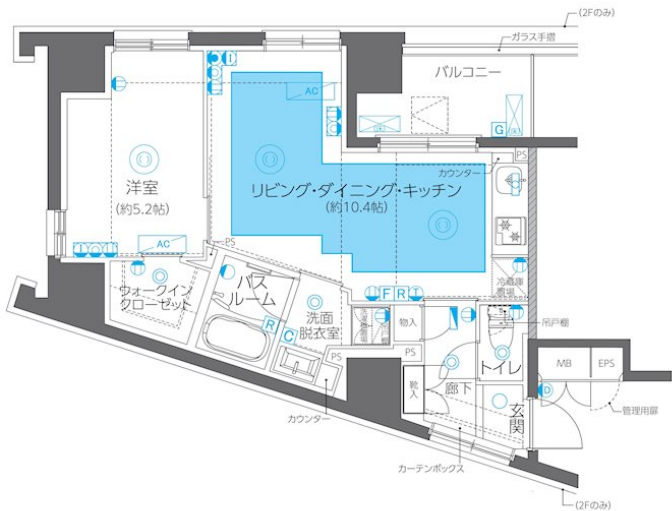 (2Fのみ)
ガラス手摺
バルコニー
I
AC
G
カウンター
PS
洋室
(約5.2帖)
リビング・ダイニング・キッチン
(約10.4帖)
AC
PS
ウォークイン
クローゼット
バス
ルーム
洗面
脱衣室
R
C
F
R
T
冷蔵庫
置場
物入
吊戸棚
PS
PS
トイレ
MB
EPS
靴入
廊下
玄関
D
カウンター
管理用扉
カーテンボックス
(2Fのみ)